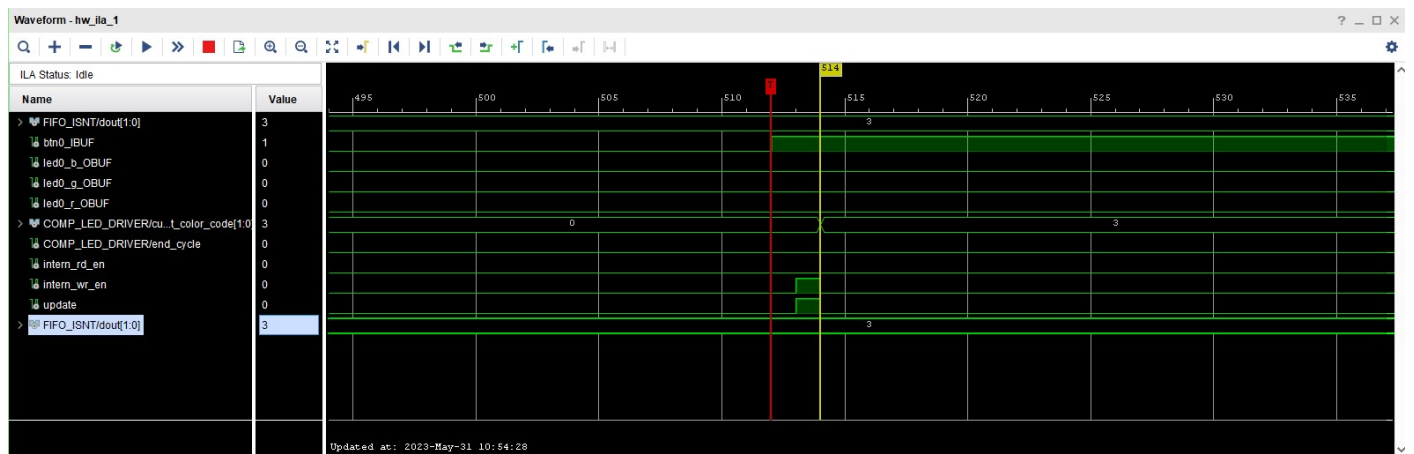 Waveform - hw_ila_1
ILA Status: Idle
Name Value
T 514
495 500 505 510 515 520 525 530 535
FIFO_ISNT/dout[1:0] 3 3
btn0_IBUF 1
led0_b_OBUF 0
led0_g_OBUF 0
led0_r_OBUF 0
COMP_LED_DRIVER/cu...t_color_code[1:0] 3 0 3
COMP_LED_DRIVER/end_cycle 0
intern_rd_en 0
intern_wr_en 0
update 0
FIFO_ISNT/dout[1:0] 3 3
Updated at: 2023-May-31 10:54:28